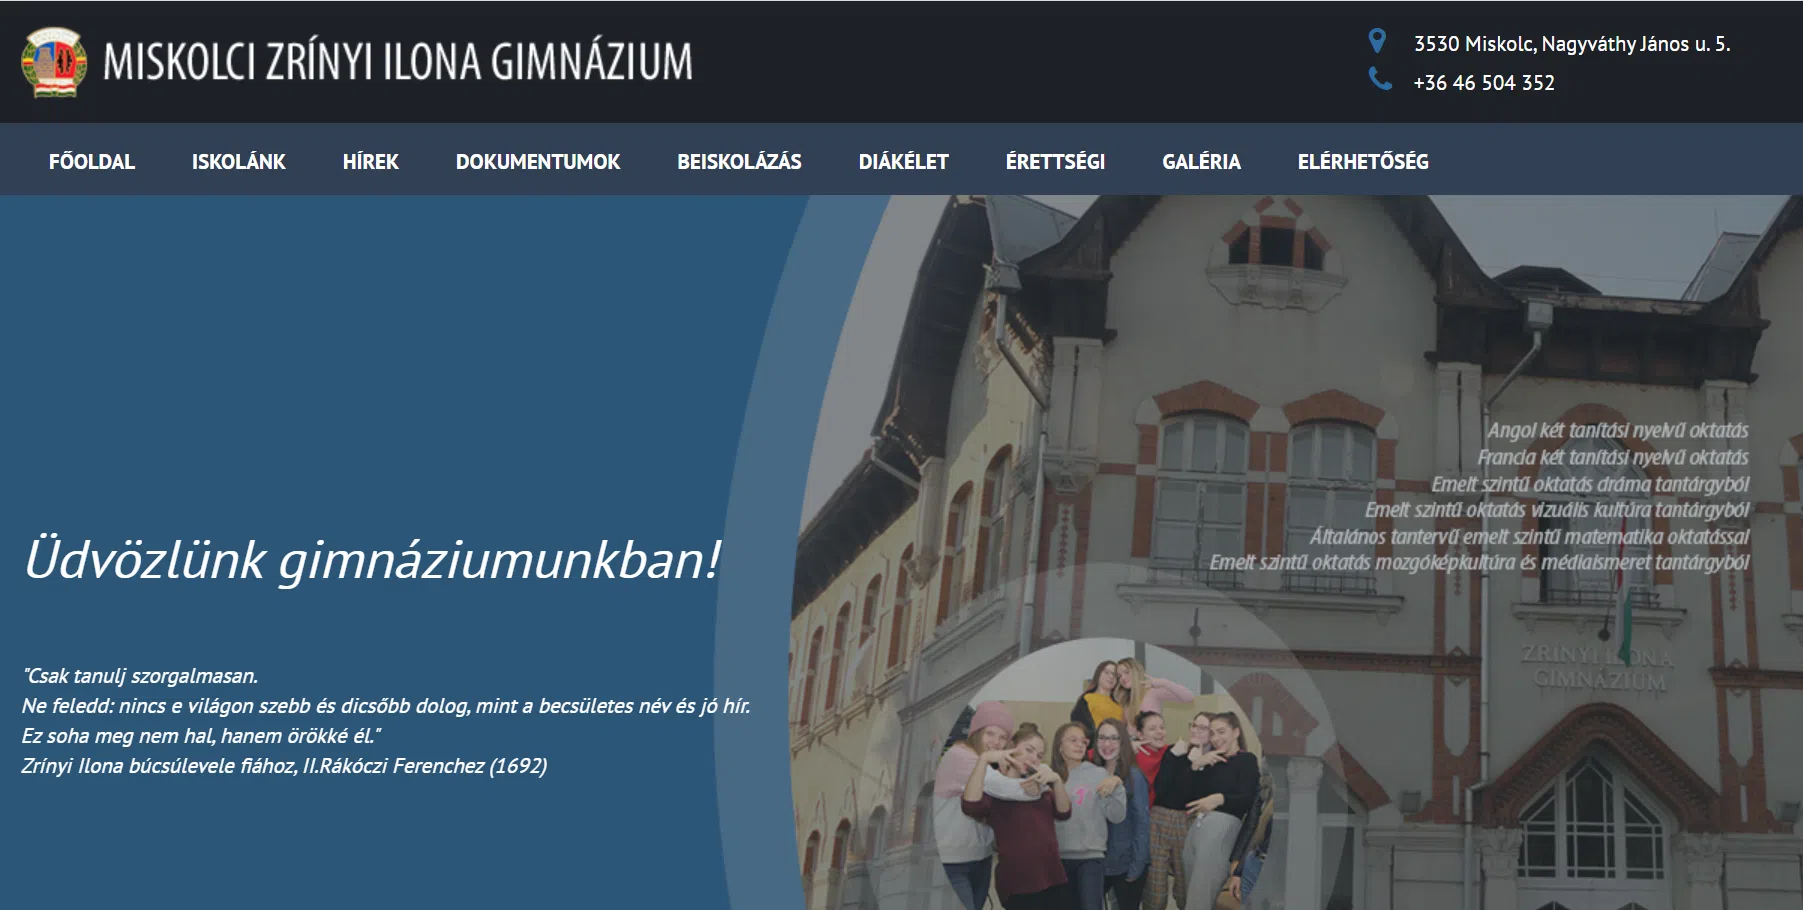 MISKOLCI ZRÍNYI ILONA GIMNÁZIUM
3530 Miskolc, Nagyváthy János u. 5.
+36 46 504 352
FŐOLDAL ISKOLÁNK HÍREK DOKUMENTUMOK BEISKOLÁZÁS DIÁKÉLET ÉRETTSÉGI GALÉRIA ELÉRHETŐSÉG
Angol két tanítási nyelvű oktatás
Francia két tanítási nyelvű oktatás
Emelt szintű oktatás dráma tantárgyból
Emelt szintű oktatás vizuális kultúra tantárgyból
Általános tantervű emelt szintű matematika oktatással
Emelt szintű oktatás mozgóképkultúra és médiaismeret tantárgyból
Üdvözlünk gimnáziumunkban!
"Csak tanulj szorgalmasan.
Ne feledd: nincs e világon szebb és dicsőbb dolog, mint a becsületes név és jó hír.
Ez soha meg nem hal, hanem örökké él."
Zrínyi Ilona búcsúlevele fiához, II.Rákóczi Ferenchez (1692)
ZRÍNYI ILONA
GIMNÁZIUM